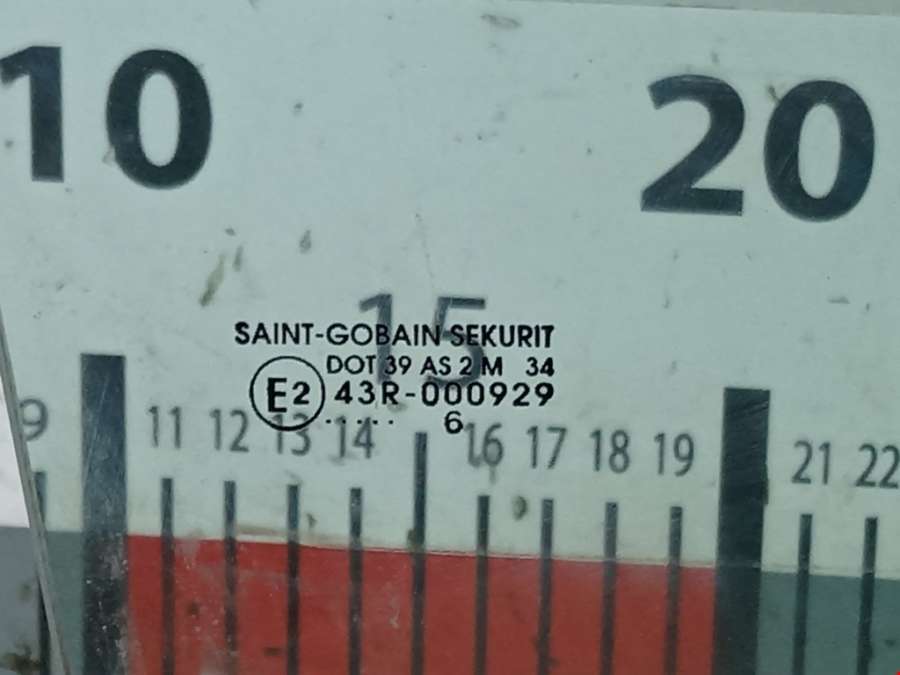 10 20
15
SAINT-GOBAIN SEKURIT
DOT 39 AS 2 M 34
E2 43R-000929
..... 6
9 11 12 13 14 16 17 18 19 21 22